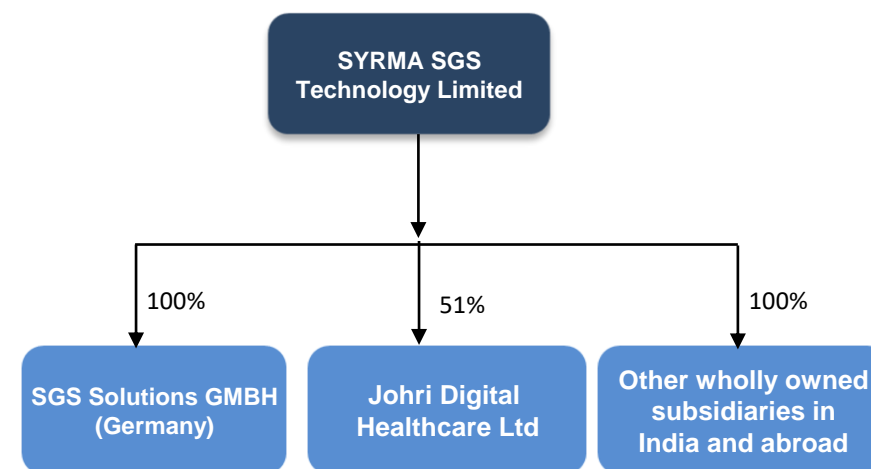 SYRMA SGS
Technology Limited
100%
51%
100%
SGS Solutions GMBH
(Germany)
Johri Digital
Healthcare Ltd
Other wholly owned
subsidiaries in
India and abroad